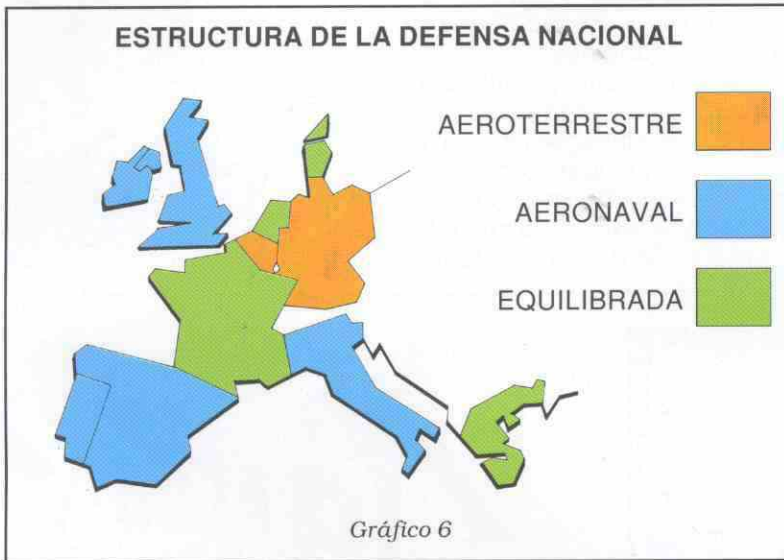 ESTRUCTURA DE LA DEFENSA NACIONAL
AEROTERRESTRE
AERONAVAL
EQUILIBRADA
Gráfico 6